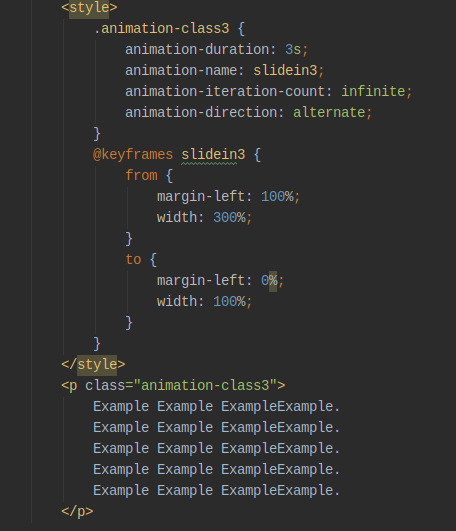 <style>
.animation-class3 {
animation-duration: 3s;
animation-name: slidein3;
animation-iteration-count: infinite;
animation-direction: alternate;
}
@keyframes slidein3 {
from {
margin-left: 100%;
width: 300%;
}
to {
margin-left: 0%;
width: 100%;
}
}
</style>
<p class="animation-class3">
Example Example ExampleExample.
Example Example ExampleExample.
Example Example ExampleExample.
Example Example ExampleExample.
Example Example ExampleExample.
</p>